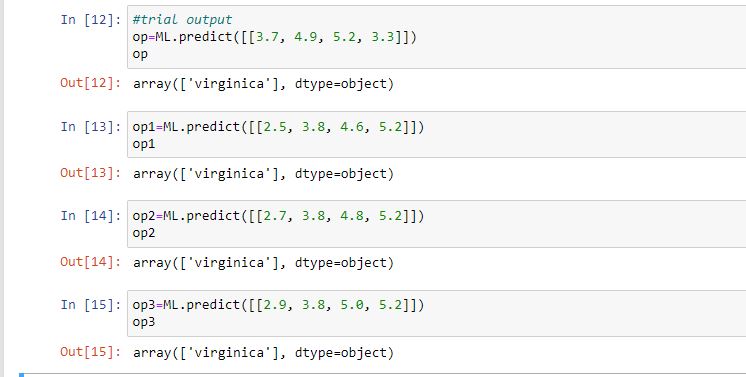 In [12]: #trial output
op=ML.predict([[3.7, 4.9, 5.2, 3.3]])
op
Out[12]: array(['virginica'], dtype=object)
In [13]: op1=ML.predict([[2.5, 3.8, 4.6, 5.2]])
op1
Out[13]: array(['virginica'], dtype=object)
In [14]: op2=ML.predict([[2.7, 3.8, 4.8, 5.2]])
op2
Out[14]: array(['virginica'], dtype=object)
In [15]: op3=ML.predict([[2.9, 3.8, 5.0, 5.2]])
op3
Out[15]: array(['virginica'], dtype=object)